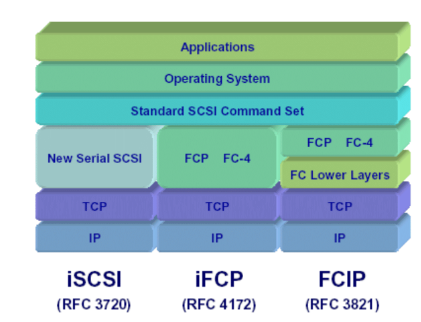 Applications
Operating System
Standard SCSI Command Set
New Serial SCSI FCP FC-4 FCP FC-4
FC Lower Layers
TCP TCP TCP
IP IP IP
iSCSI iFCP FCIP
(RFC 3720) (RFC 4172) (RFC 3821)